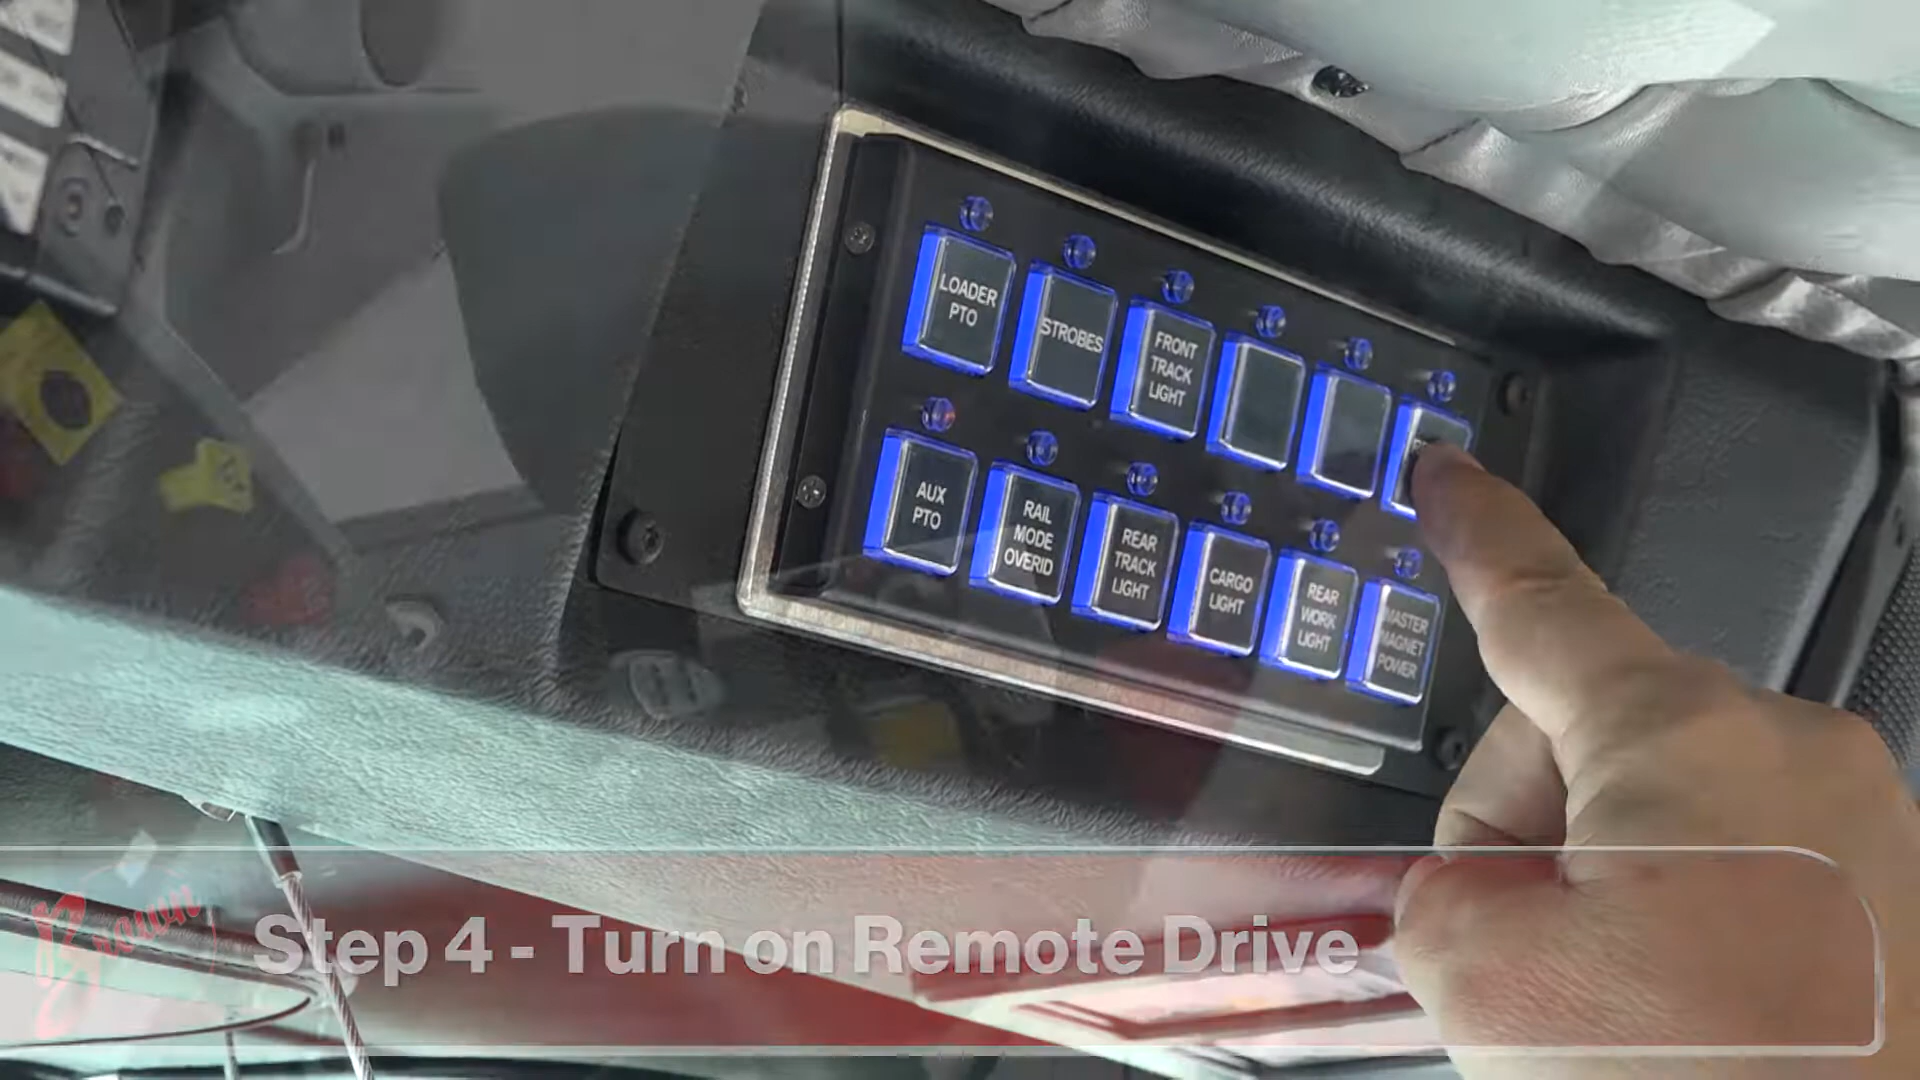 LOADER
PTO
STROBES
FRONT
TRACK
LIGHT
AUX
PTO
RAIL
MODE
OVERID
REAR
TRACK
LIGHT
CARGO
LIGHT
REAR
WORK
LIGHT
MASTER
MAGNET
POWER
Brown
Step 4 - Turn on Remote Drive